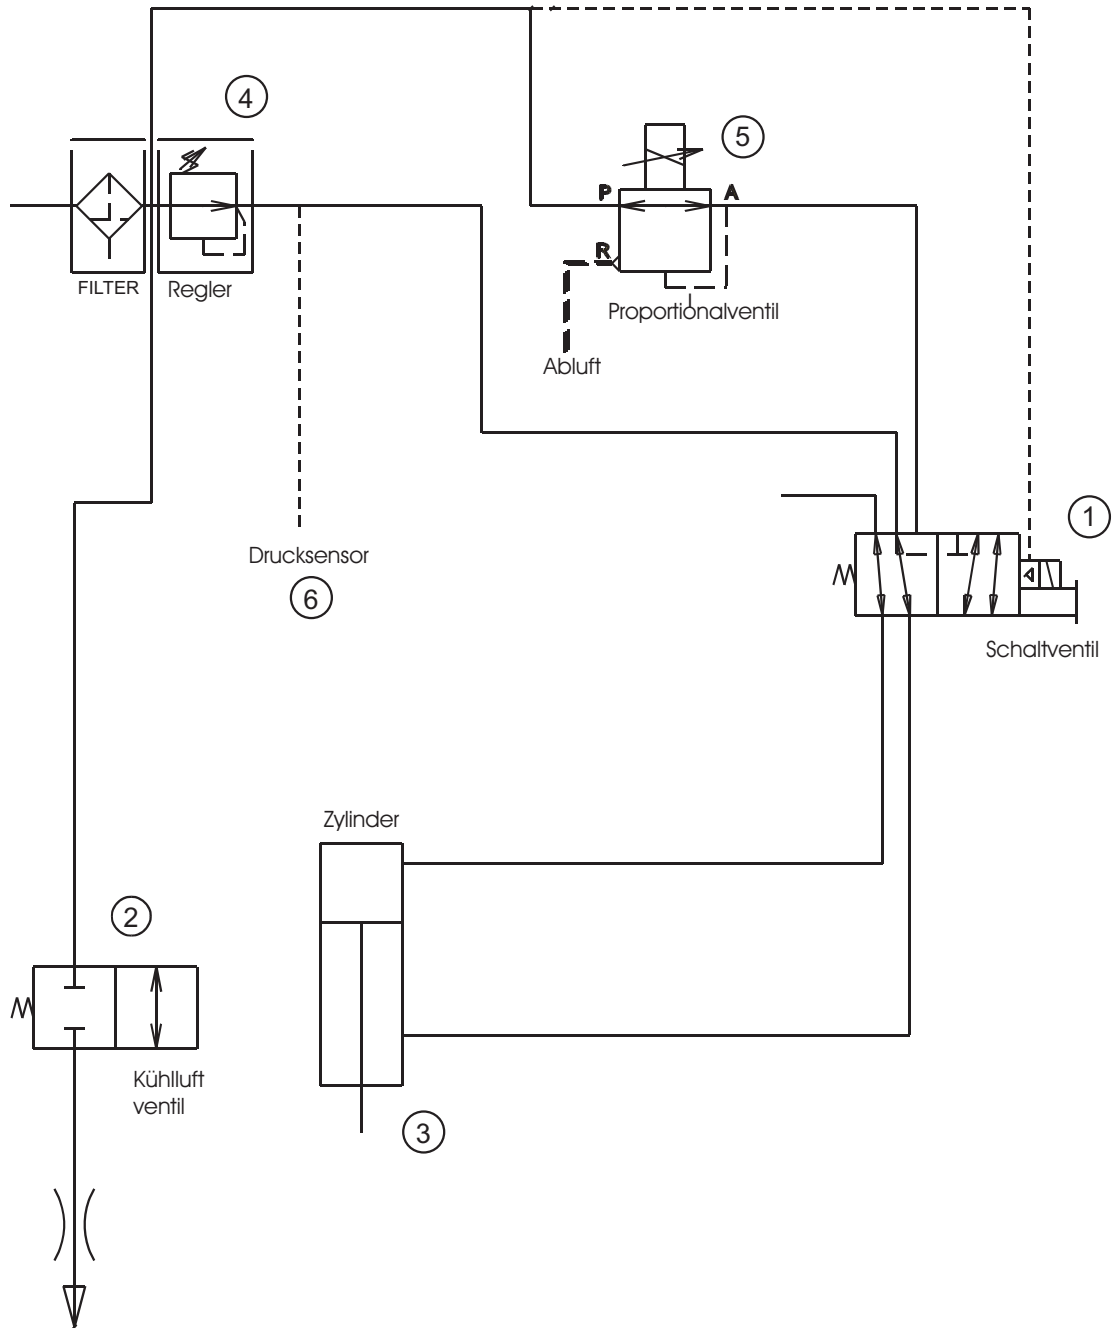 4
5
P
A
R
FILTER
Regler
Proportionalventil
Abluft
1
Drucksensor
6
Schaltventil
Zylinder
2
Kühlluft
ventil
3